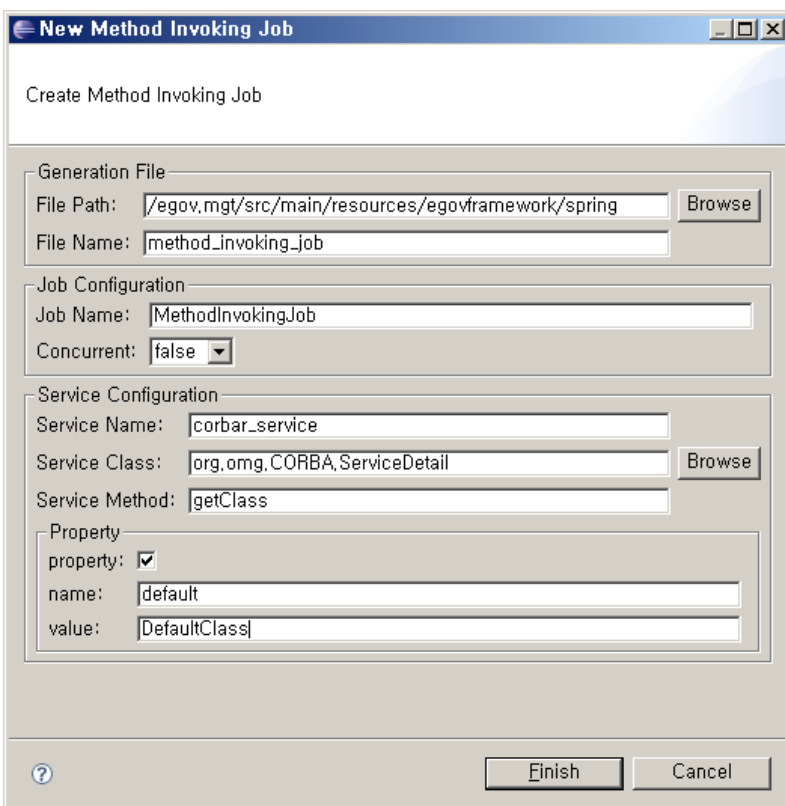 New Method Invoking Job
Create Method Invoking Job
Generation File
File Path: /egov.mgt/src/main/resources/egovframework/spring Browse
File Name: method_invoking_job
Job Configuration
Job Name: MethodInvokingJob
Concurrent: false
Service Configuration
Service Name: corbar_service
Service Class: org.omg.CORBA.ServiceDetail Browse
Service Method: getClass
Property
property:
name: default
value: DefaultClass
? Finish Cancel